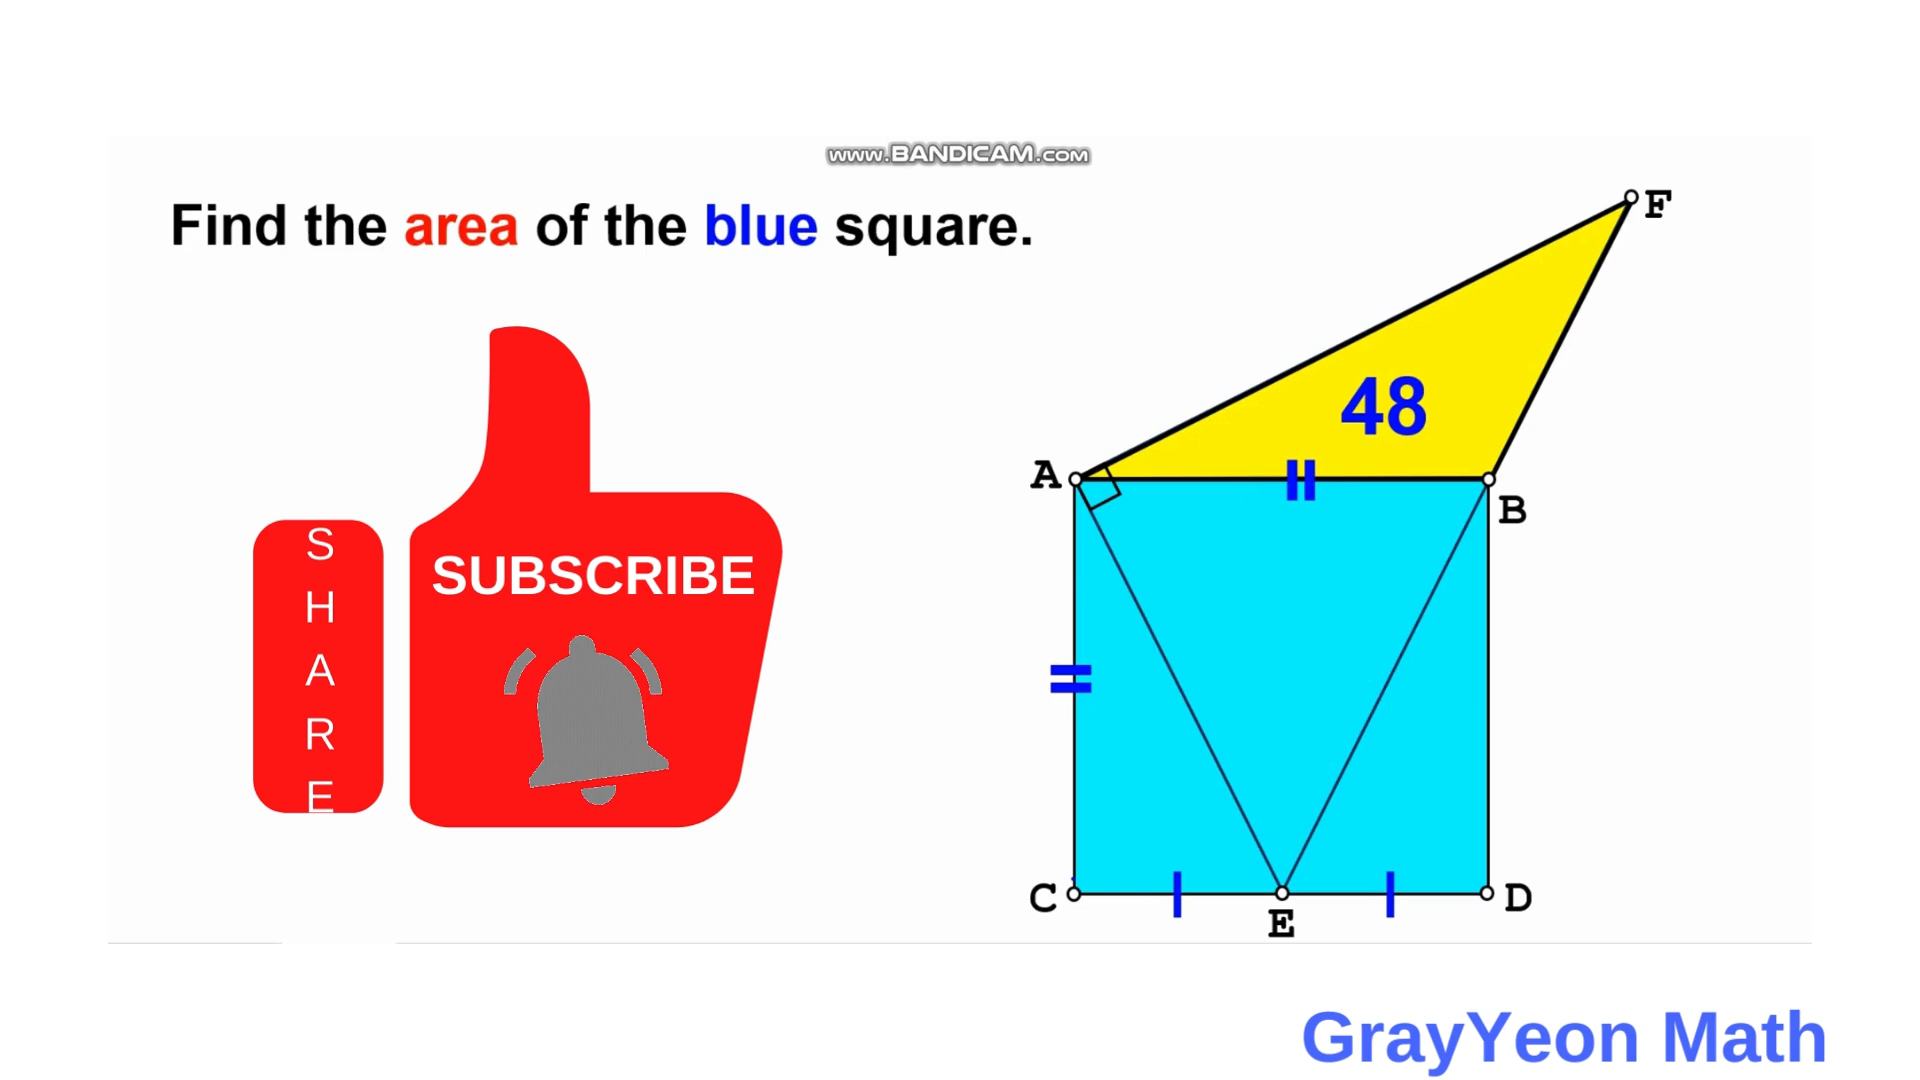 www.BANDICAM.com
Find the area of the blue square.
F
48
A
B
SUBSCRIBE
S
H
A
R
E
C
D
E
GrayYeon Math